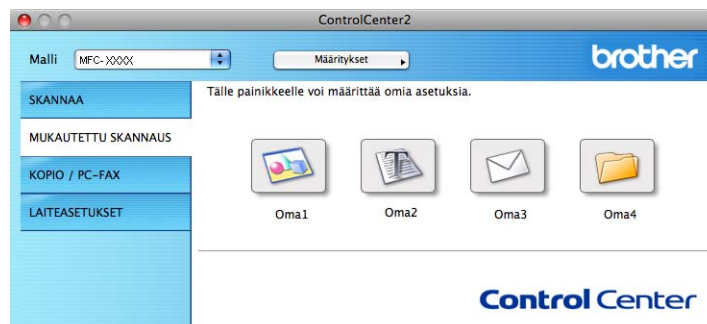 ControlCenter2
Malli MFC-XXXX Määritykset brother
SKANNAA
Tälle painikkeelle voi määrittää omia asetuksia.
MUKAUTETTU SKANNAUS
KOPIO / PC-FAX
LAITEASETUKSET
Oma1 Oma2 Oma3 Oma4
Control Center